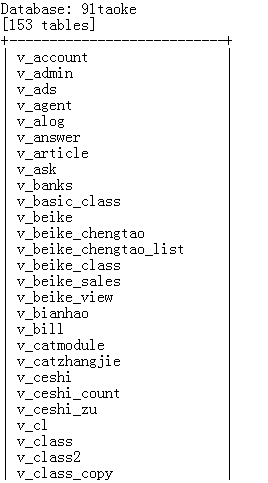 Database: 91taoke
[153 tables]
+---------------------------+
| v_account |
| v_admin |
| v_ads |
| v_agent |
| v_alog |
| v_answer |
| v_article |
| v_ask |
| v_banks |
| v_basic_class |
| v_beike |
| v_beike_chengtao |
| v_beike_chengtao_list |
| v_beike_class |
| v_beike_sales |
| v_beike_view |
| v_bianhao |
| v_bill |
| v_catmodule |
| v_catzhangjie |
| v_ceshi |
| v_ceshi_count |
| v_ceshi_zu |
| v_cl |
| v_class |
| v_class2 |
| v_class_copy |